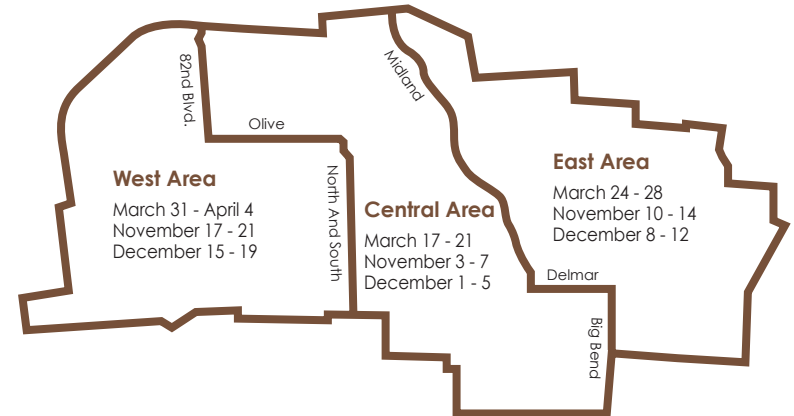 82nd Blvd.
Olive
North And South
Midland
Delmar
Big Bend
West Area
March 31 - April 4
November 17 - 21
December 15 - 19
Central Area
March 17 - 21
November 3 - 7
December 1 - 5
East Area
March 24 - 28
November 10 - 14
December 8 - 12